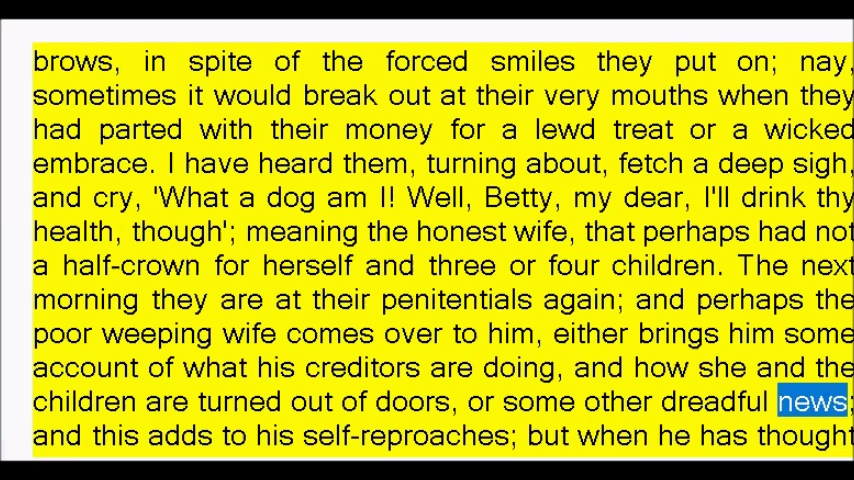 brows, in spite of the forced smiles they put on; nay,
sometimes it would break out at their very mouths when they
had parted with their money for a lewd treat or a wicked
embrace. I have heard them, turning about, fetch a deep sigh,
and cry, 'What a dog am I! Well, Betty, my dear, I'll drink thy
health, though'; meaning the honest wife, that perhaps had not
a half-crown for herself and three or four children. The next
morning they are at their penitentials again; and perhaps the
poor weeping wife comes over to him, either brings him some
account of what his creditors are doing, and how she and the
children are turned out of doors, or some other dreadful news;
and this adds to his self-reproaches; but when he has thought